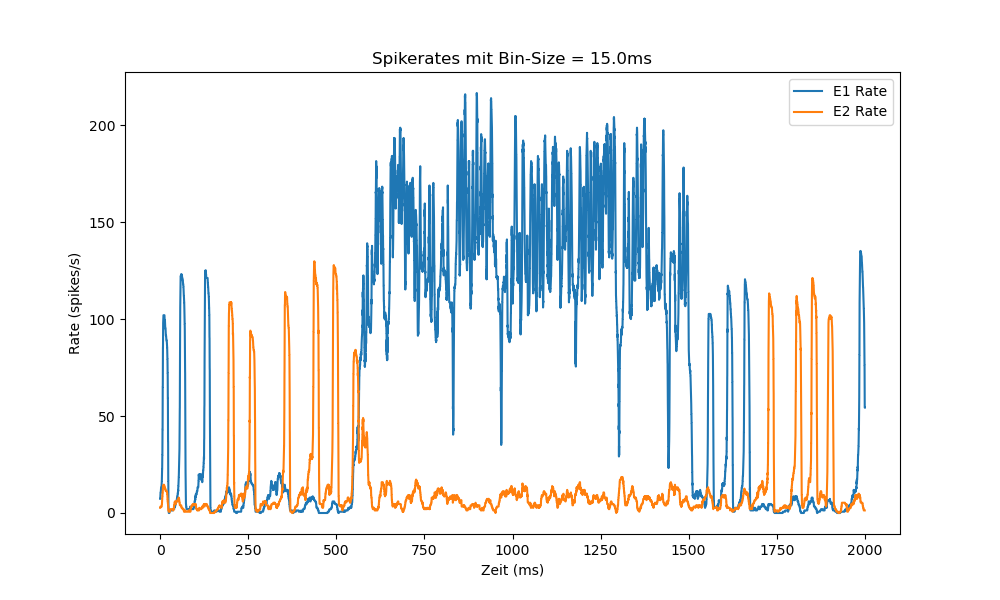 Spikerates mit Bin-Size = 15.0ms
E1 Rate
E2 Rate
Rate (spikes/s)
200
150
100
50
0
0 250 500 750 1000 1250 1500 1750 2000
Zeit (ms)